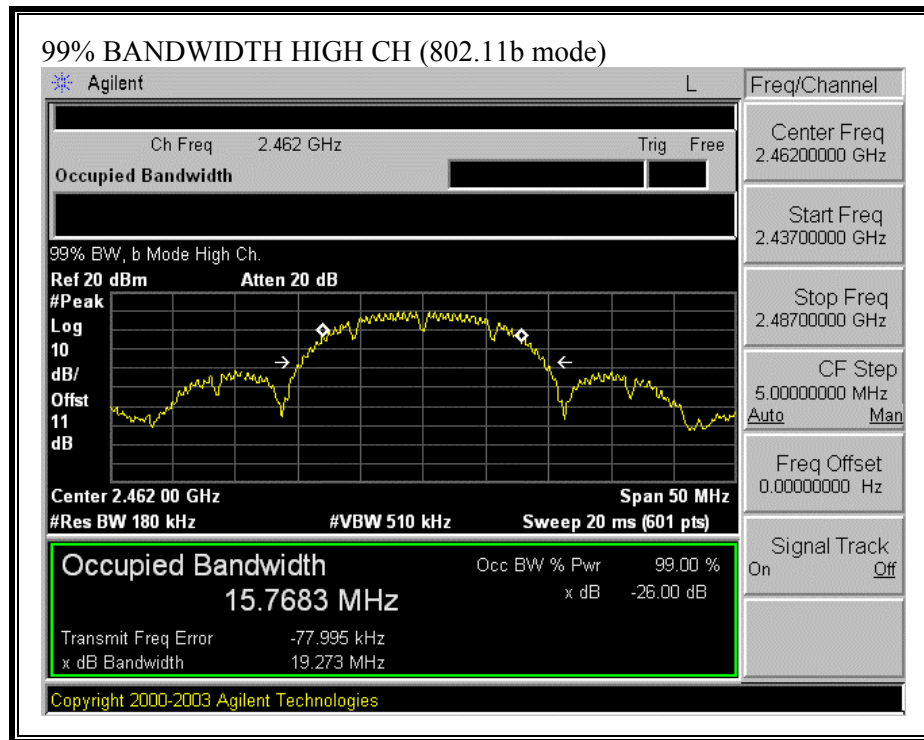 99% BANDWIDTH HIGH CH (802.11b mode)
Agilent L Freq/Channel
Ch Freq 2.462 GHz Trig Free
Occupied Bandwidth
99% BW, b Mode High Ch.
Ref 20 dBm Atten 20 dB
#Peak
Log
10
dB/
Offst
11
dB
Center 2.462 00 GHz Span 50 MHz
#Res BW 180 kHz #VBW 510 kHz Sweep 20 ms (601 pts)
Occupied Bandwidth Occ BW % Pwr 99.00 %
15.7683 MHz x dB -26.00 dB
Transmit Freq Error -77.995 kHz
x dB Bandwidth 19.273 MHz
Copyright 2000-2003 Agilent Technologies
Center Freq
2.46200000 GHz
Start Freq
2.43700000 GHz
Stop Freq
2.48700000 GHz
CF Step
5.00000000 MHz
Auto Man
Freq Offset
0.00000000 Hz
Signal Track
On Off